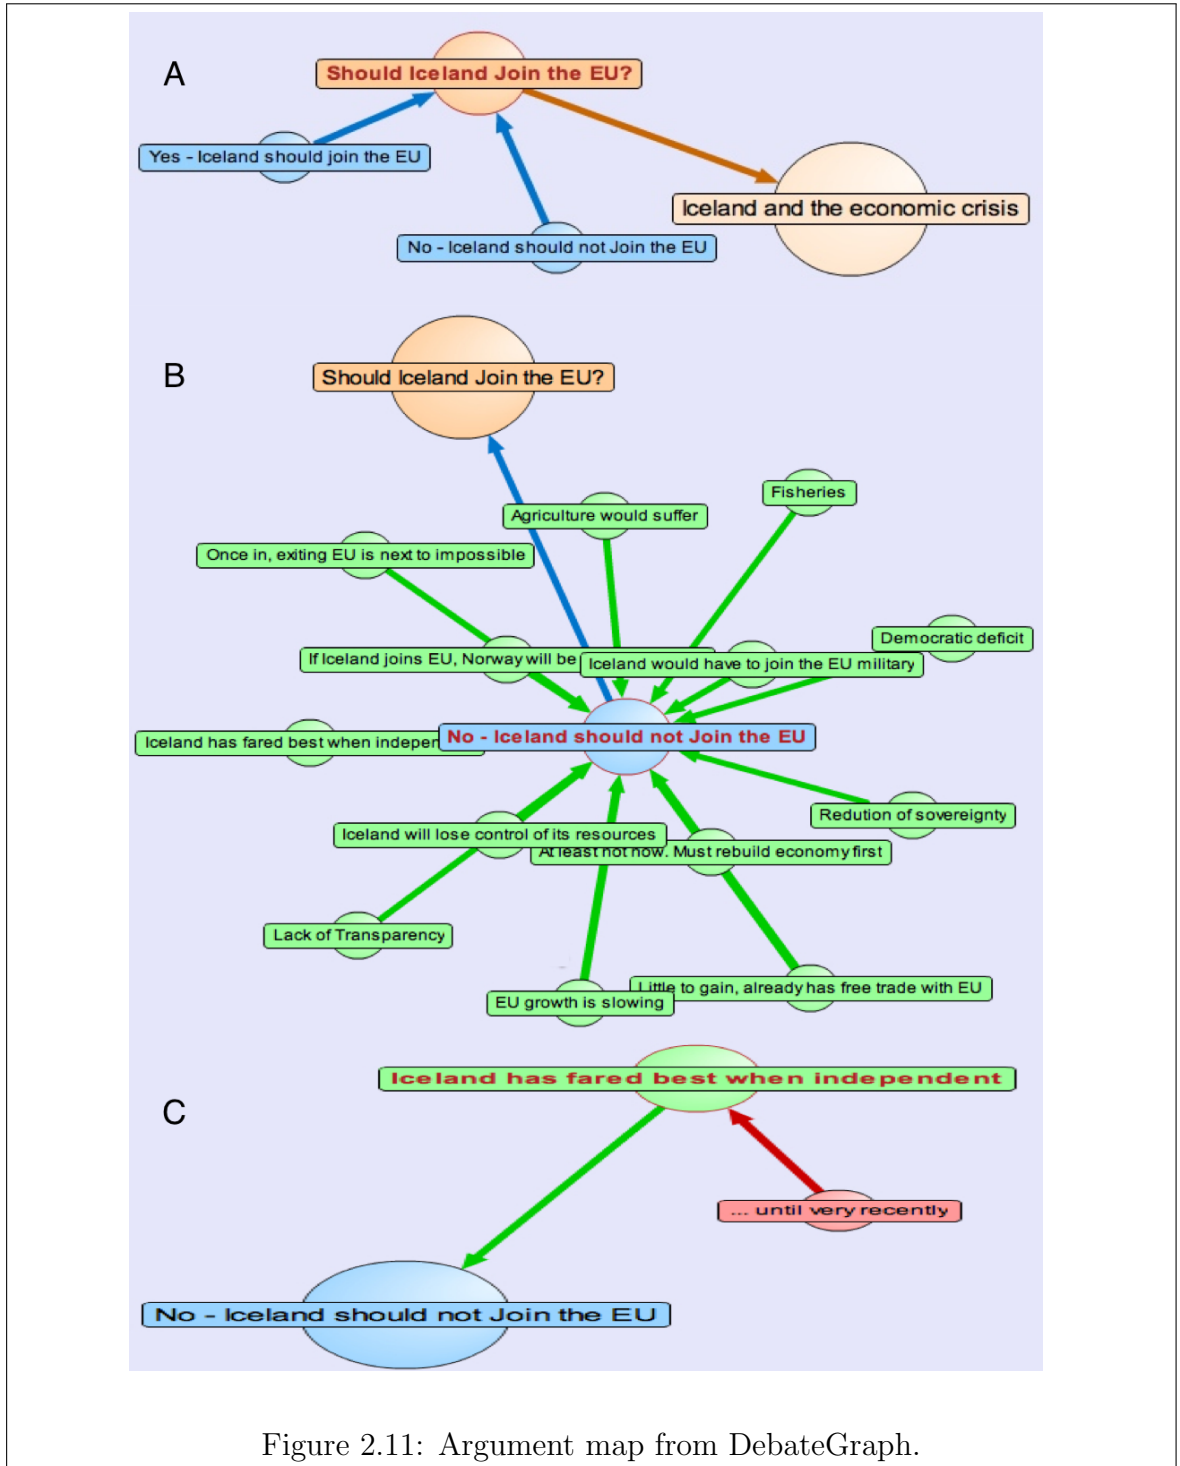 A
Should Iceland Join the EU?
Yes - Iceland should join the EU
Iceland and the economic crisis
No - Iceland should not Join the EU
B
Should Iceland Join the EU?
Fisheries
Agriculture would suffer
Once in, exiting EU is next to impossible
Democratic deficit
If Iceland joins EU, Norway will be
Iceland would have to join the EU military
No - Iceland should not Join the EU
Iceland has fared best when indepen
Redution of sovereignty
Iceland will lose control of its resources
At least not now. Must rebuild economy first
Lack of Transparency
Little to gain, already has free trade with EU
EU growth is slowing
Iceland has fared best when independent
C
... until very recently
No - Iceland should not Join the EU
Figure 2.11: Argument map from DebateGraph.